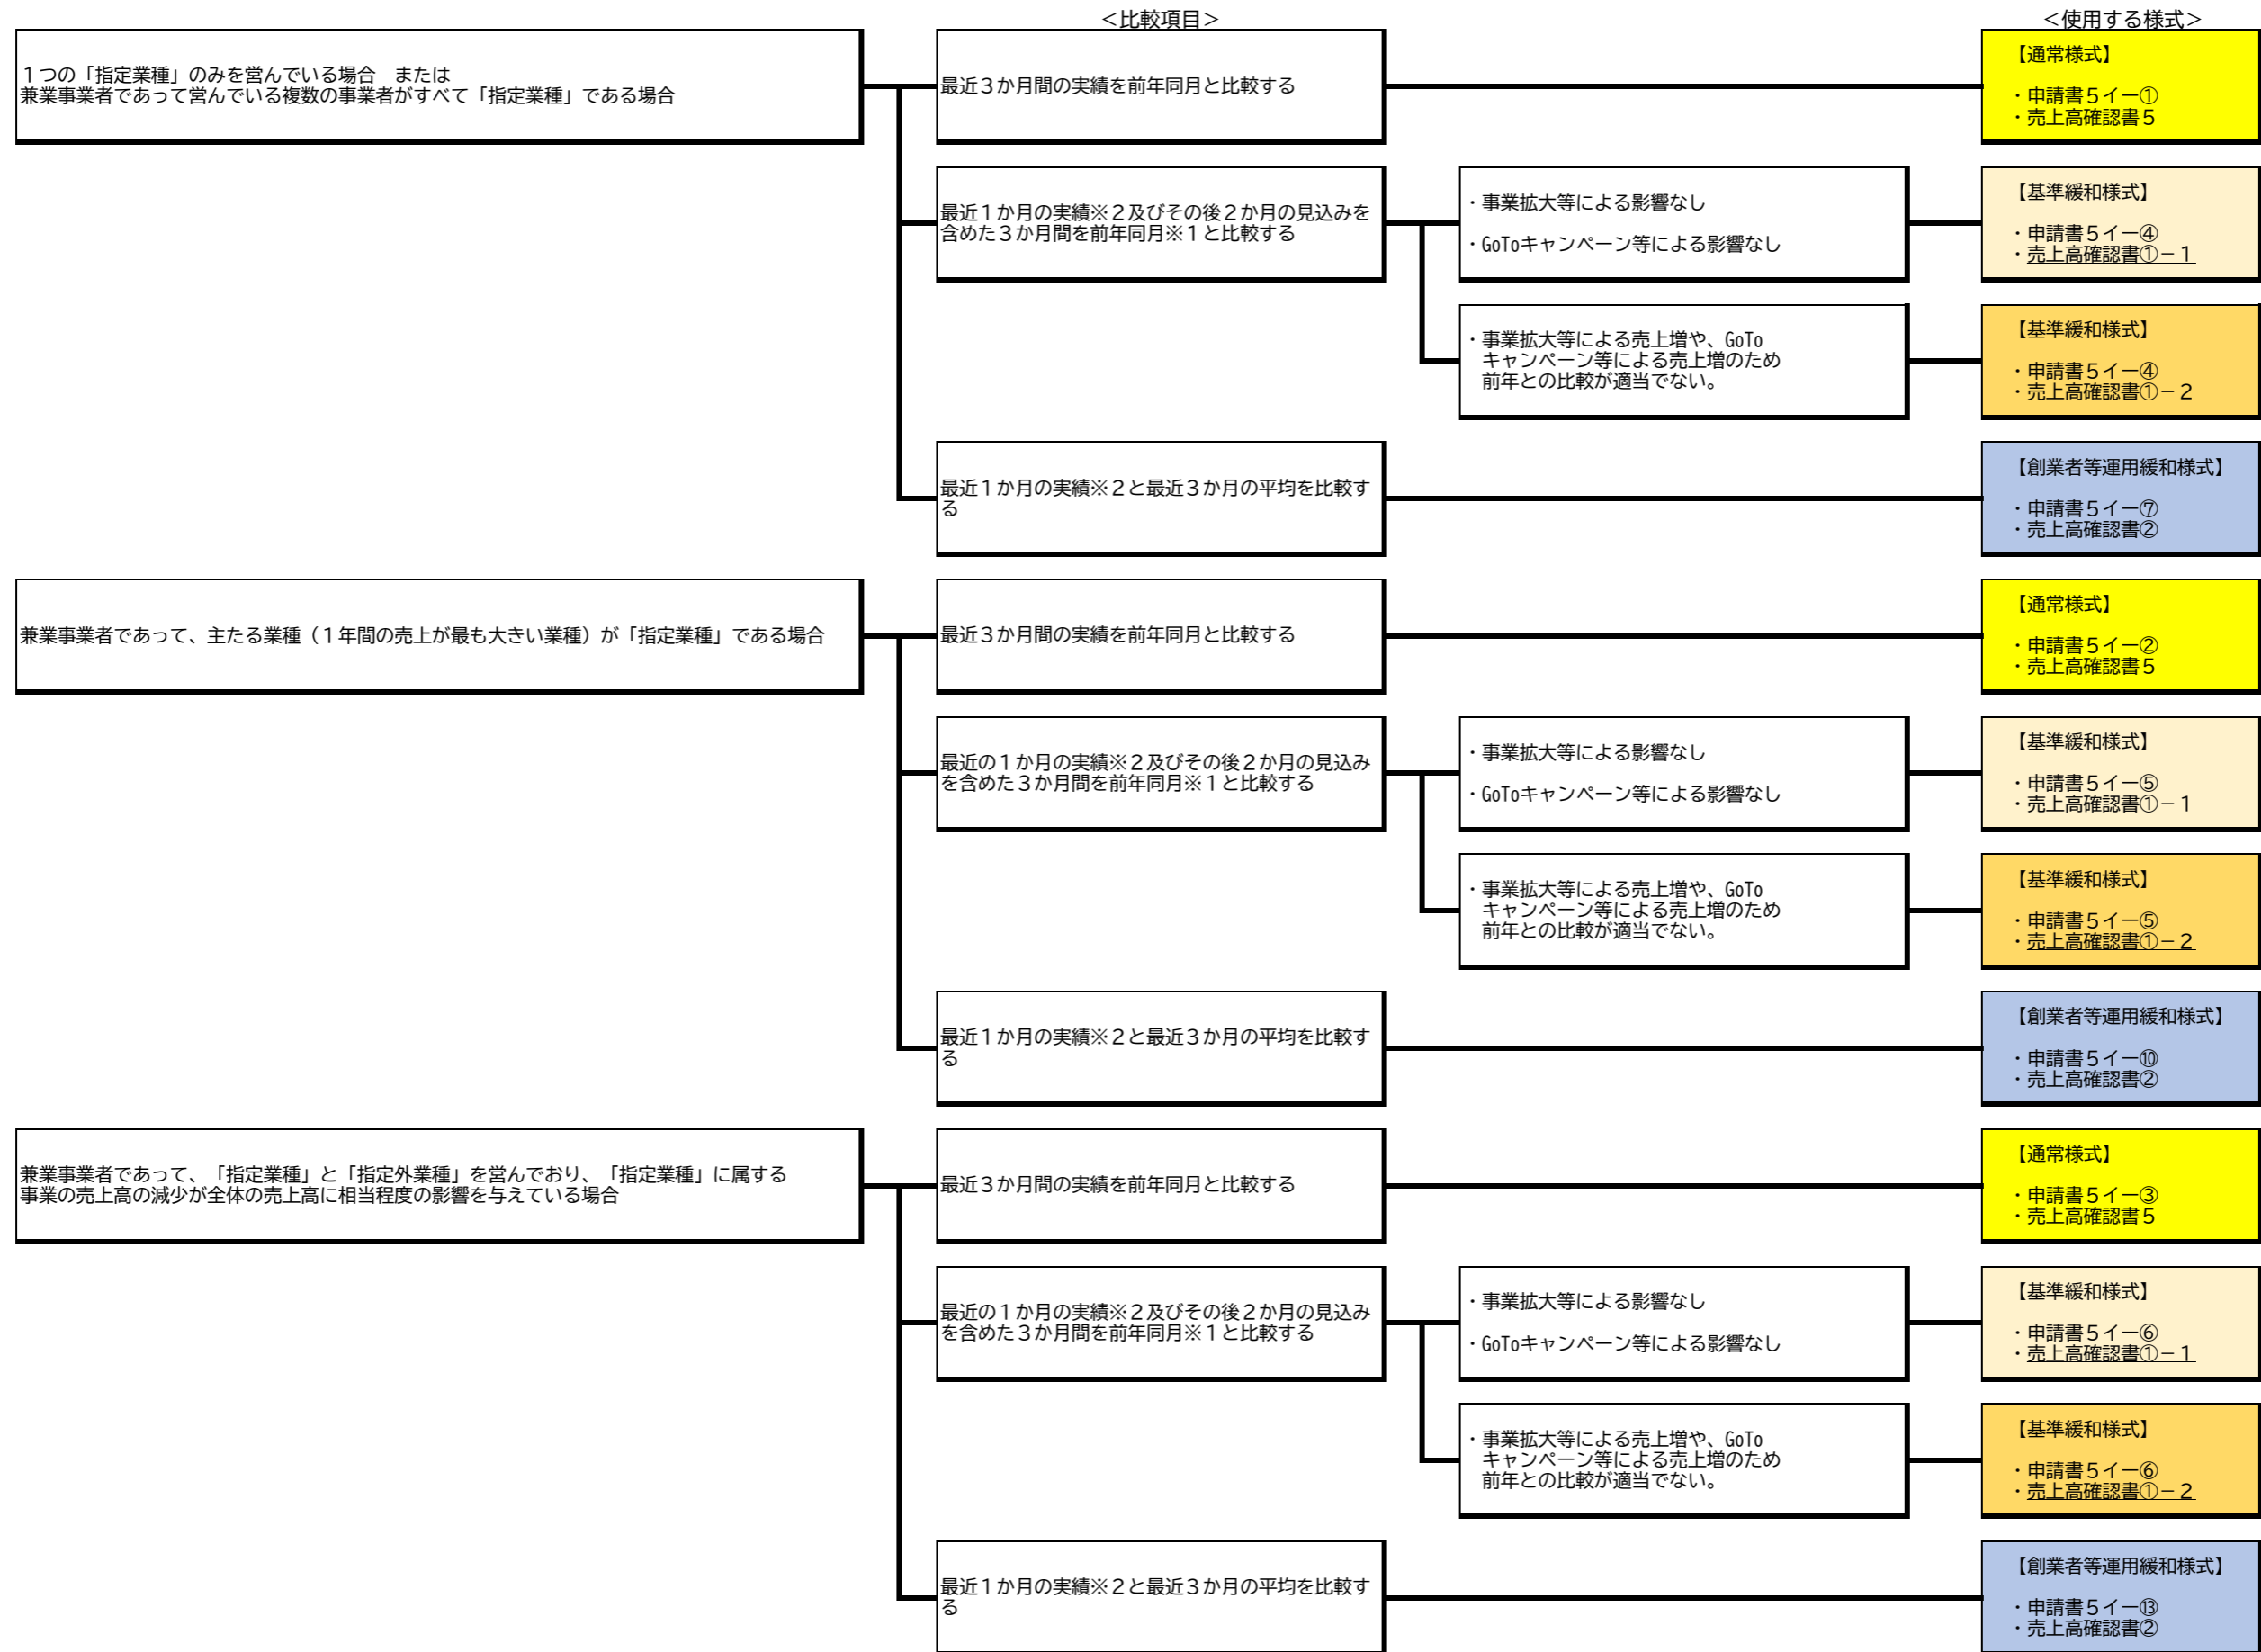 ＜比較項目＞
＜使用する様式＞
１つの「指定業種」のみを営んでいる場合　または
兼業事業者であって営んでいる複数の事業者がすべて「指定業種」である場合
最近３か月間の実績を前年同月と比較する
【通常様式】
・申請書５イー①
・売上高確認書５
最近１か月の実績※２及びその後２か月の見込みを
含めた３か月間を前年同月※１と比較する
・事業拡大等による影響なし
・GoToキャンペーン等による影響なし
【基準緩和様式】
・申請書５イー④
・売上高確認書①－１
・事業拡大等による売上増や、GoTo
キャンペーン等による売上増のため
前年との比較が適当でない。
【基準緩和様式】
・申請書５イー④
・売上高確認書①－２
最近１か月の実績※２と最近３か月の平均を比較す
る
【創業者等運用緩和様式】
・申請書５イー⑦
・売上高確認書②
兼業事業者であって、主たる業種（１年間の売上が最も大きい業種）が「指定業種」である場合
最近３か月間の実績を前年同月と比較する
【通常様式】
・申請書５イー②
・売上高確認書５
最近の１か月の実績※２及びその後２か月の見込み
を含めた３か月間を前年同月※１と比較する
・事業拡大等による影響なし
・GoToキャンペーン等による影響なし
【基準緩和様式】
・申請書５イー⑤
・売上高確認書①－１
・事業拡大等による売上増や、GoTo
キャンペーン等による売上増のため
前年との比較が適当でない。
【基準緩和様式】
・申請書５イー⑤
・売上高確認書①－２
最近１か月の実績※２と最近３か月の平均を比較す
る
【創業者等運用緩和様式】
・申請書５イー⑩
・売上高確認書②
兼業事業者であって、「指定業種」と「指定外業種」を営んでおり、「指定業種」に属する
事業の売上高の減少が全体の売上高に相当程度の影響を与えている場合
最近３か月間の実績を前年同月と比較する
【通常様式】
・申請書５イー③
・売上高確認書５
最近の１か月の実績※２及びその後２か月の見込み
を含めた３か月間を前年同月※１と比較する
・事業拡大等による影響なし
・GoToキャンペーン等による影響なし
【基準緩和様式】
・申請書５イー⑥
・売上高確認書①－１
・事業拡大等による売上増や、GoTo
キャンペーン等による売上増のため
前年との比較が適当でない。
【基準緩和様式】
・申請書５イー⑥
・売上高確認書①－２
最近１か月の実績※２と最近３か月の平均を比較す
る
【創業者等運用緩和様式】
・申請書５イー⑬
・売上高確認書②